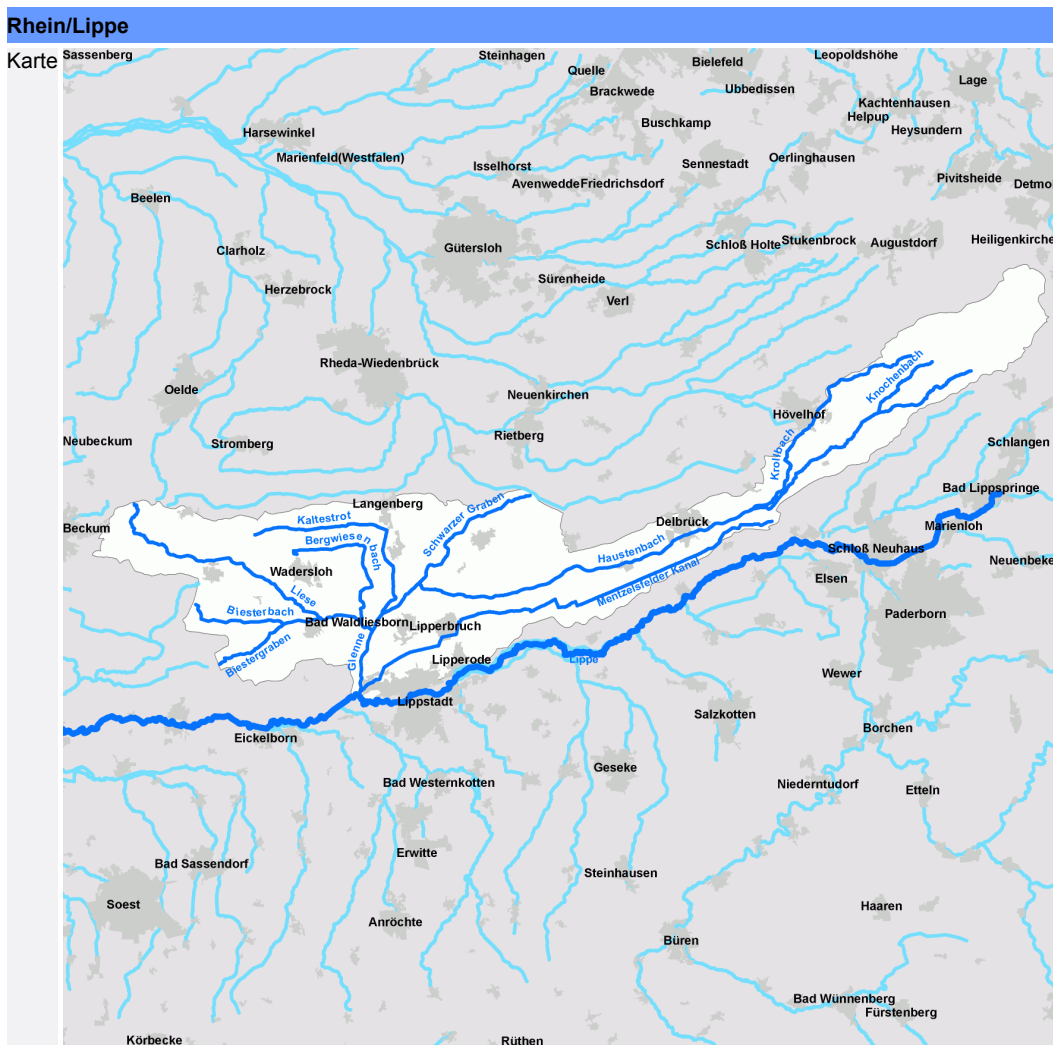 Rhein/Lippe
Karte
Sassenberg
Steinhagen
Bielefeld
Leopoldshöhe
Quelle
Ubbedissen
Lage
Brackwede
Kachtenhausen
Helpup
Buschkamp
Heysundern
Harsewinkel
Marienfeld(Westfalen)
Isselhorst
Sennestadt
Oerlinghausen
Avenwedde
Friedrichsdorf
Pivitsheide
Detmol
Beelen
Clarholz
Gütersloh
Schloß Holte
Stukenbrock
Augustdorf
Heiligenkirche
Herzebrock
Sürenheide
Verl
Rheda-Wiedenbrück
Knochenbach
Oelde
Neuenkirchen
Hövelhof
Rietberg
Neubeckum
Stromberg
Krollbach
Schlangen
Bad Lippspringe
Langenberg
Schwarzer Graben
Beckum
Kaltestrot
Delbrück
Marienloh
Bergwiesenbach
Haustenbach
Schloß Neuhaus
Neuenbeke
Wadersloh
Elsen
Mentzelsfelder Kanal
Liese
Biesterbach
Paderborn
Bad Waldliesborn
Lipperbruch
Biestergraben
Glenne
Lipperode
Lippe
Wewer
Lippstadt
Salzkotten
Eickelborn
Borchen
Geseke
Bad Westernkotten
Niederntudorf
Etteln
Erwitte
Bad Sassendorf
Steinhausen
Soest
Haaren
Anröchte
Büren
Bad Wünnenberg
Fürstenberg
Körbecke
Rüthen